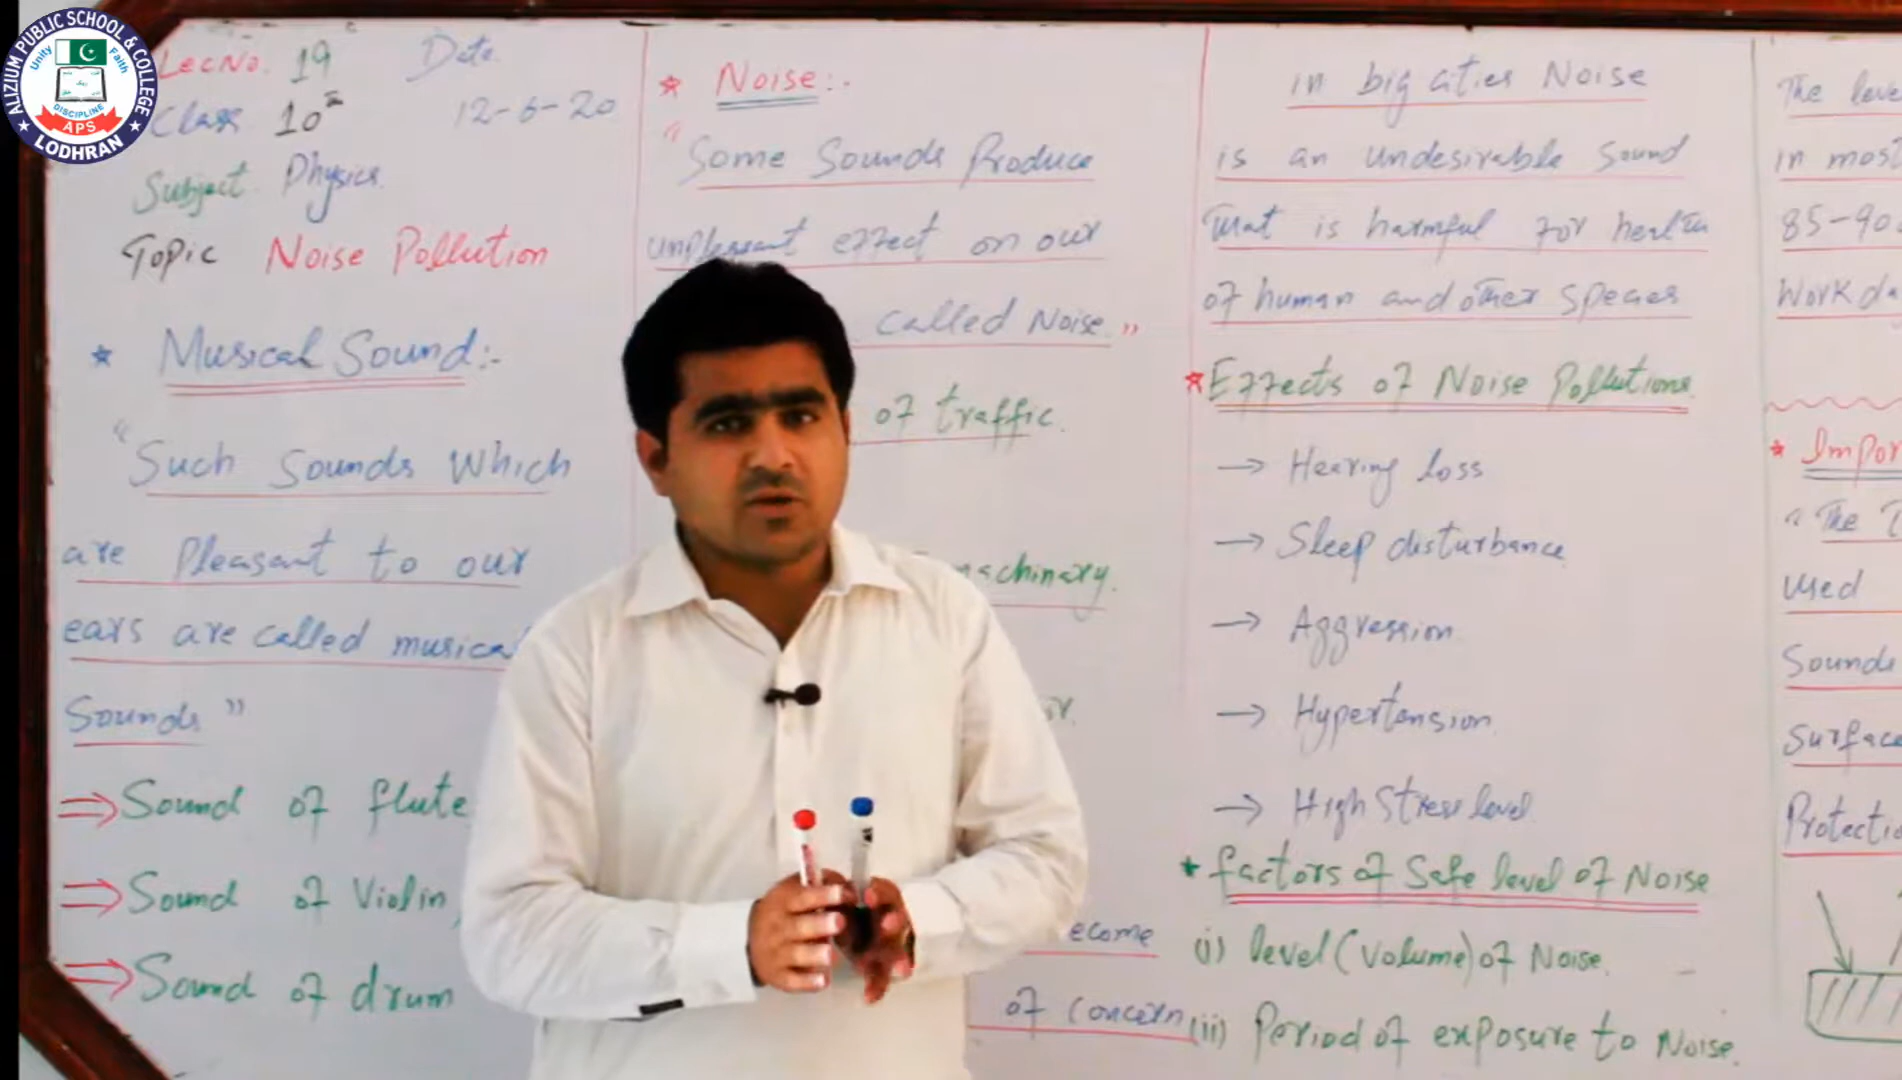 ALIZIUM PUBLIC SCHOOL & COLLEGE
Unity
Faith
DISCIPLINE
APS
LODHRAN
Lec No. 19
Date.
Class 10
12-6-20
Subject Physics
Topic Noise Pollution
Musical Sound:-
"Such Sounds Which
are Pleasant to our
ears are called musical
Sounds"
Sound of flute
Sound of Violin,
Sound of drum
Noise:-
"Some Sounds Produce
unpleasant effect on our
called Noise."
of traffic.
machinary.
ecome
of concern
in big cities Noise
is an undesirable Sound
that is harmful for health
of human and other Species
Effects of Noise Pollutions
→ Hearing loss
→ Sleep disturbance
→ Aggression
→ Hypertension
→ High Stress level
factors of Safe level of Noise
(i) level (volume) of Noise.
(ii) Period of exposure to Noise.
The leve
in most
85-90
Work da
Impor
"The T
used
Sounds
Surface
Protectio